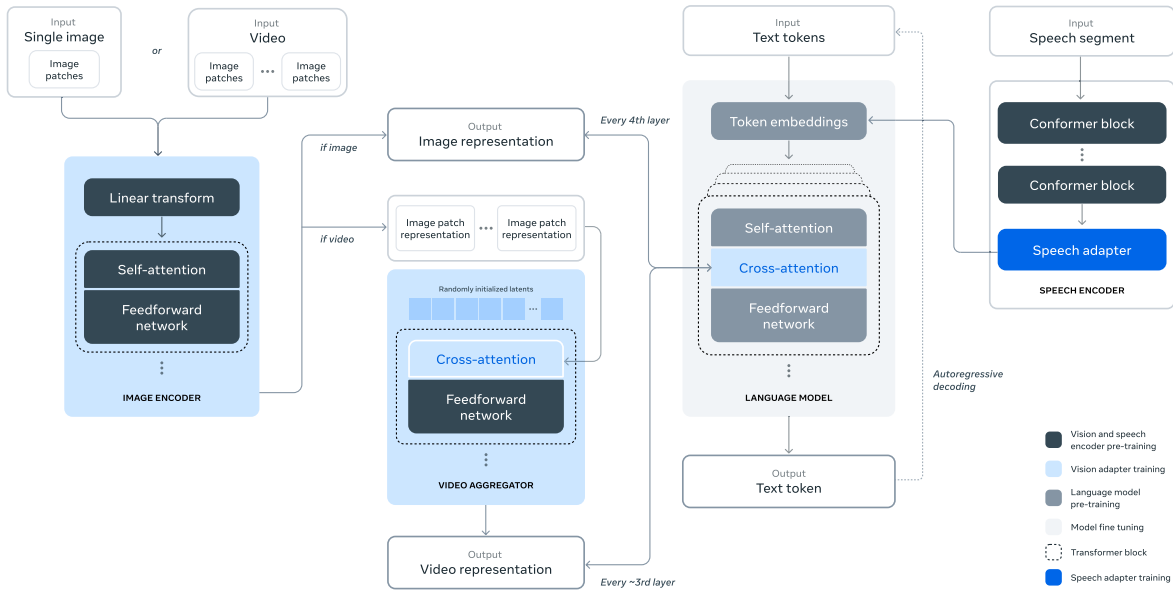 Input
Single image
Image
patches
or
Input
Video
Image
patches
...
Image
patches
Linear transform
Self-attention
Feedforward
network
IMAGE ENCODER
if image
if video
Output
Image representation
Image patch
representation
...
Image patch
representation
Randomly initialized latents
...
Cross-attention
Feedforward
network
VIDEO AGGREGATOR
Output
Video representation
Every 4th layer
Every ~3rd layer
Input
Text tokens
Token embeddings
Self-attention
Cross-attention
Feedforward
network
LANGUAGE MODEL
Output
Text token
Autoregressive
decoding
Input
Speech segment
Conformer block
Conformer block
Speech adapter
SPEECH ENCODER
Vision and speech
encoder pre-training
Vision adapter training
Language model
pre-training
Model fine tuning
Transformer block
Speech adapter training